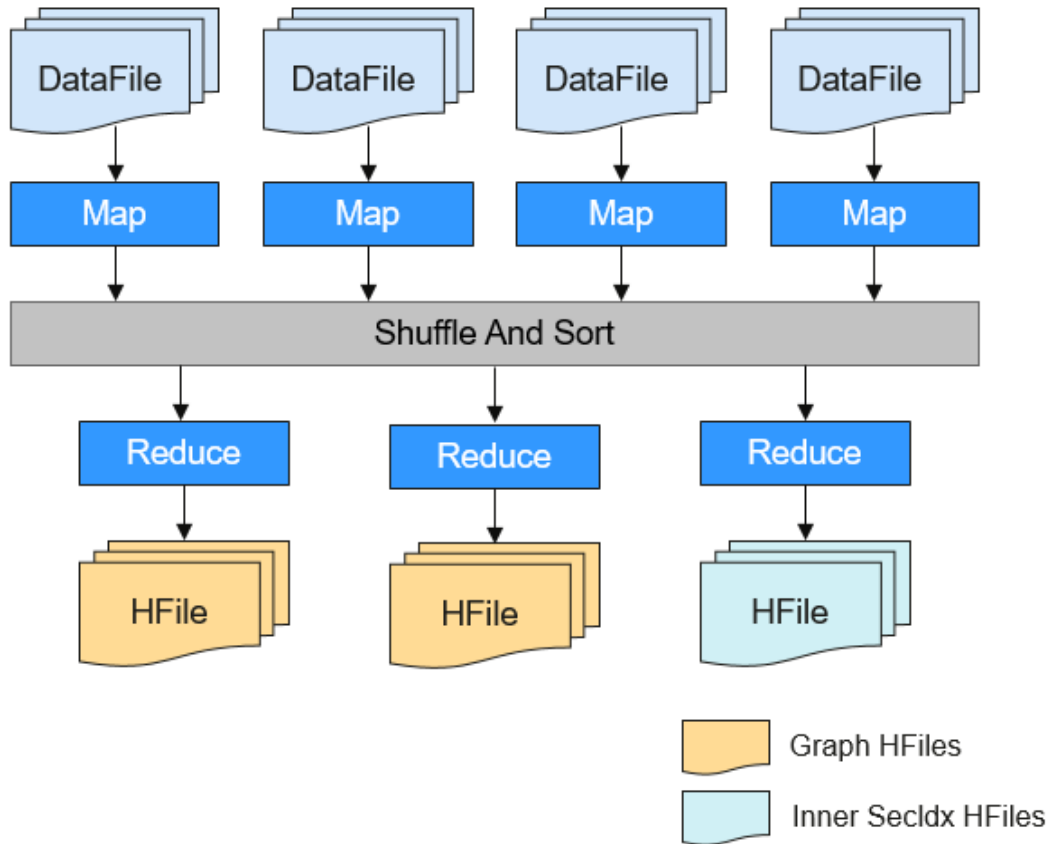 DataFile DataFile DataFile DataFile
Map Map Map Map
Shuffle And Sort
Reduce Reduce Reduce
HFile HFile HFile
Graph HFiles
Inner SecIdx HFiles